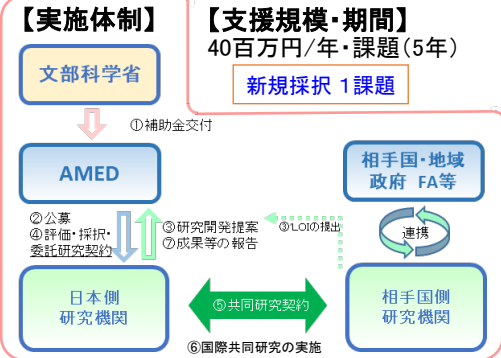 【実施体制】
【支援規模・期間】
40百万円/年・課題(5年)
新規採択 1課題
文部科学省
①補助金交付
AMED
相手国・地域
政府 FA等
②公募
④評価・採択・
委託研究契約
③研究開発提案
⑦成果等の報告
③LOIの提出
連携
日本側
研究機関
⑤共同研究契約
相手国側
研究機関
⑥国際共同研究の実施